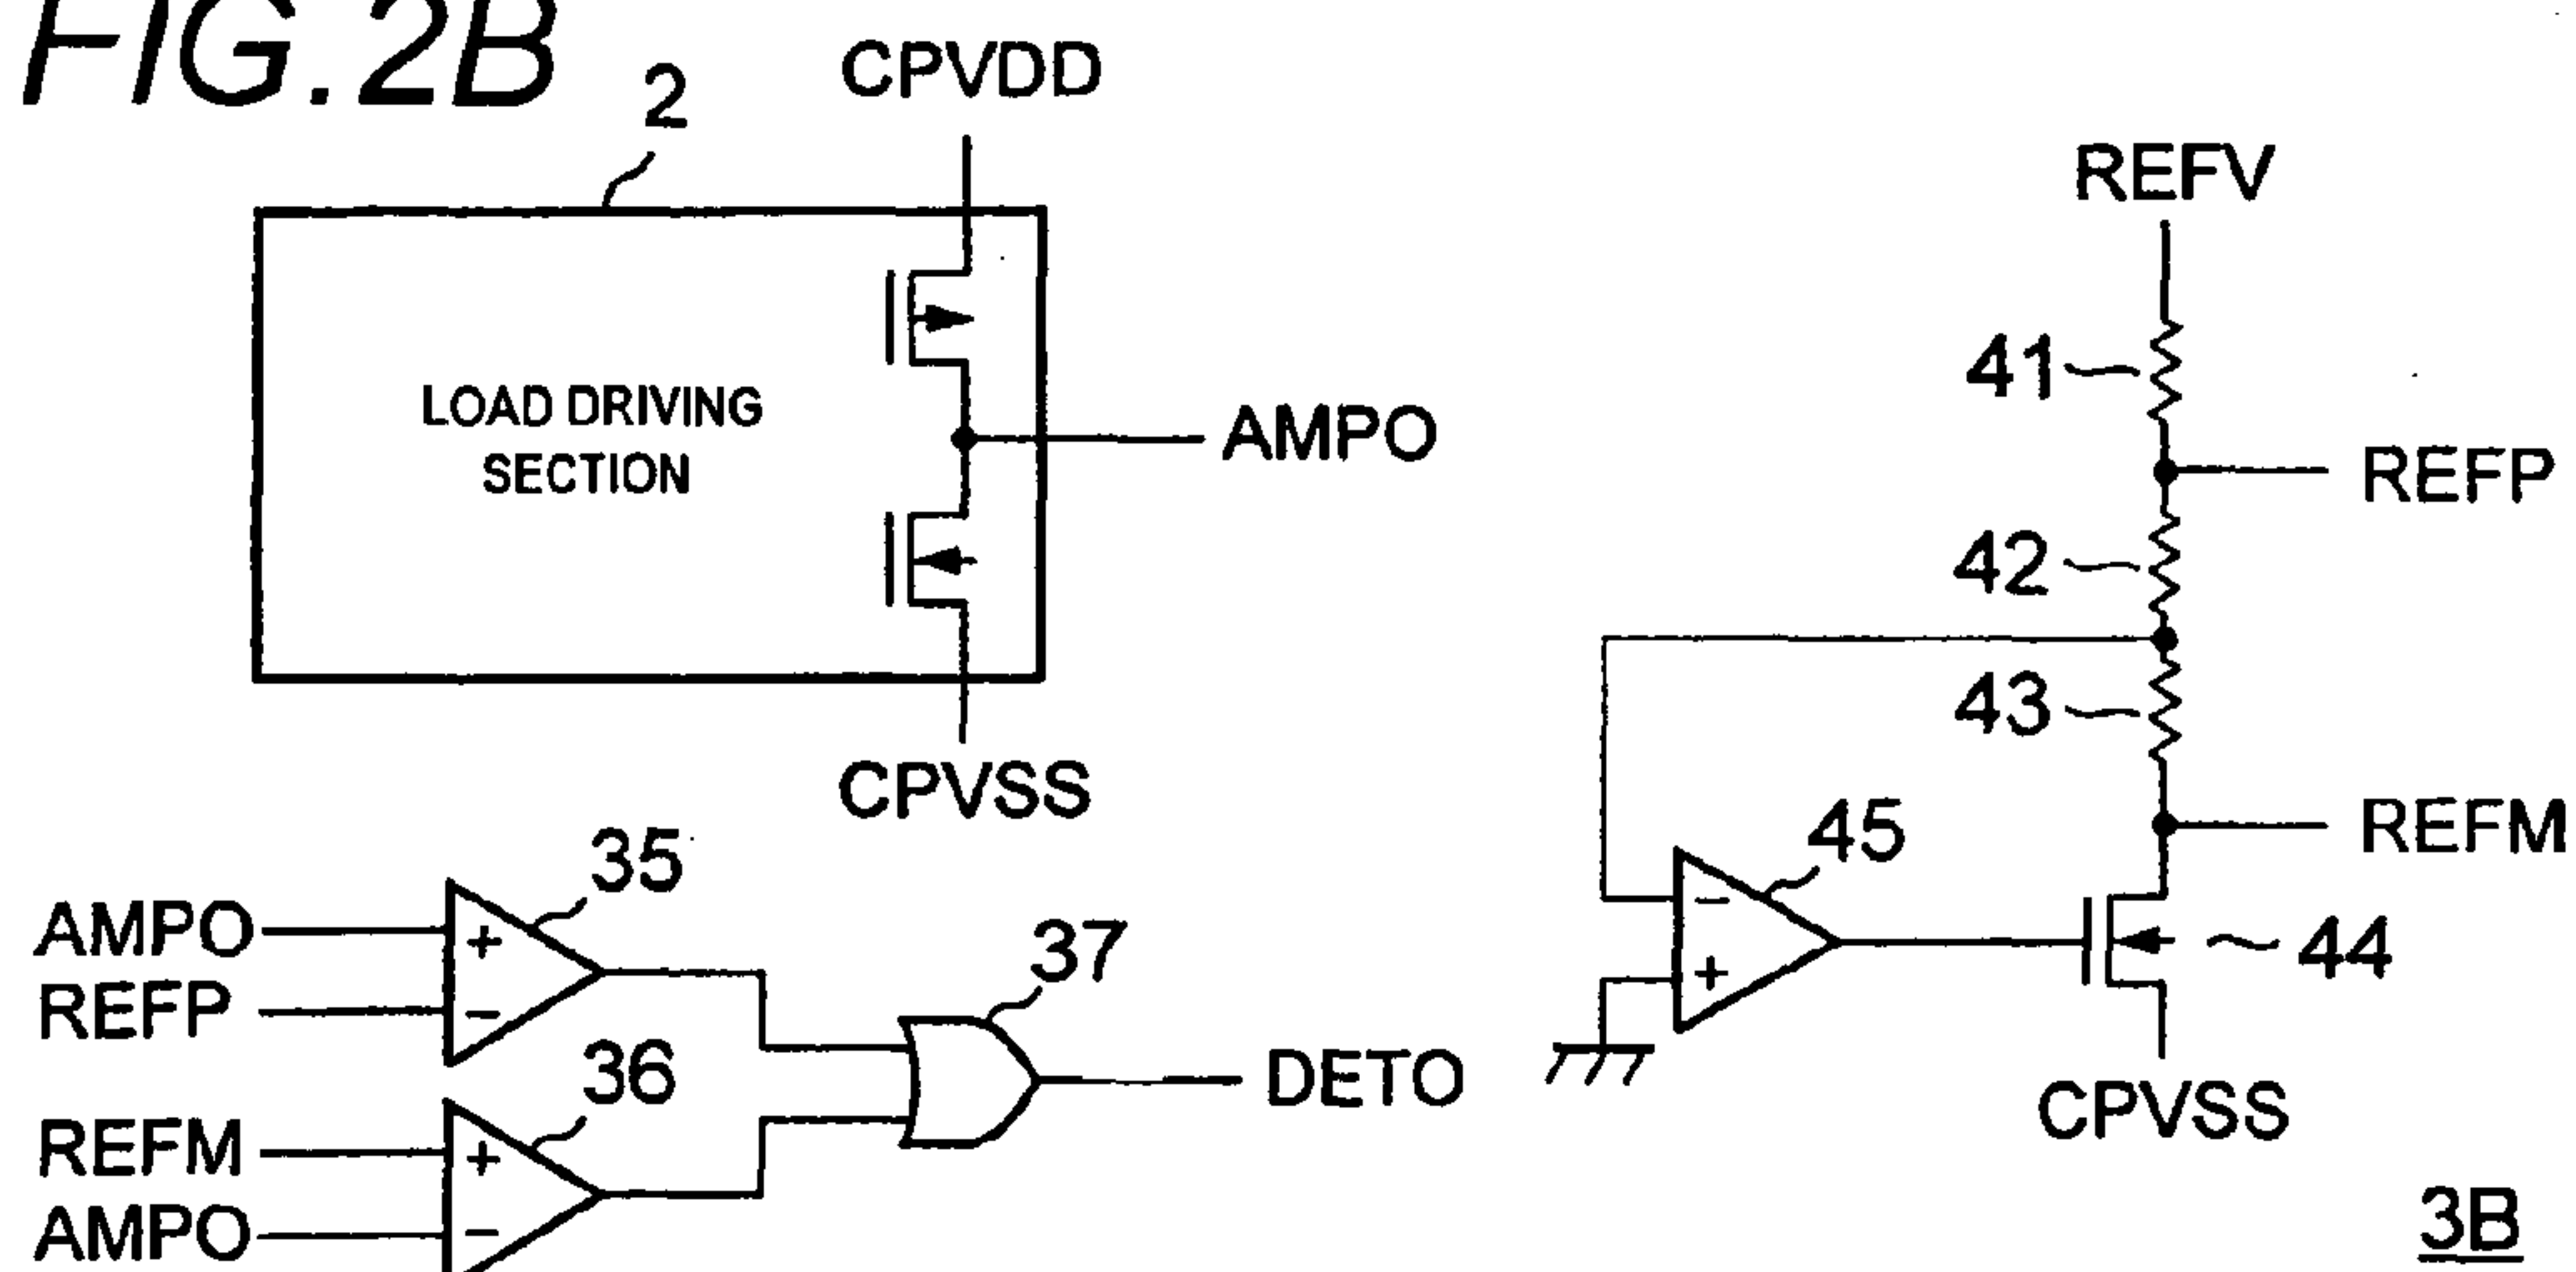 FIG.2B
2
CPVDD
LOAD DRIVING
SECTION
AMPO
CPVSS
REFV
41
REFP
42
43
REFM
45
-
+
44
CPVSS
35
AMPO
+
REFP
-
37
DETO
36
REFM
+
AMPO
-
3B